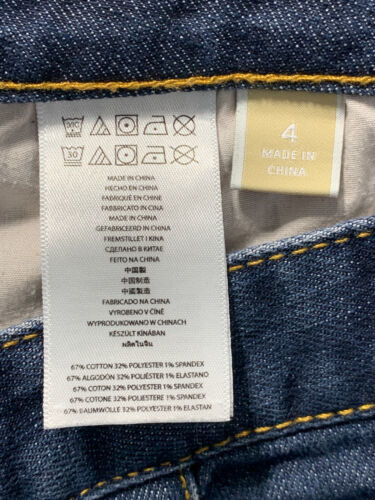 30
MADE IN CHINA
HECHO EN CHINA
FABRIQUÉ EN CHINE
FABBRICATO IN CINA
MADE IN CHINA
GEFABRICEERD IN CHINA
FREMSTILLET I KINA
СДЕЛАНО В КИТАЕ
FEITO NA CHINA
中国製
中国制造
中國製造
FABRICADO NA CHINA
VYROBENO V ČÍNĚ
WYPRODUKOWANO W CHINACH
KÉSZÜLT KÍNÁBAN
ผลิตในจีน
67% COTTON 32% POLYESTER 1% SPANDEX
67% ALGODÓN 32% POLIÉSTER 1% ELASTANO
67% COTON 32% POLYESTER 1% SPANDEX
67% COTONE 32% POLIESTERE 1% SPANDEX
67% BAUMWOLLE 32% POLYESTER 1% ELASTAN
4
MADE IN
CHINA